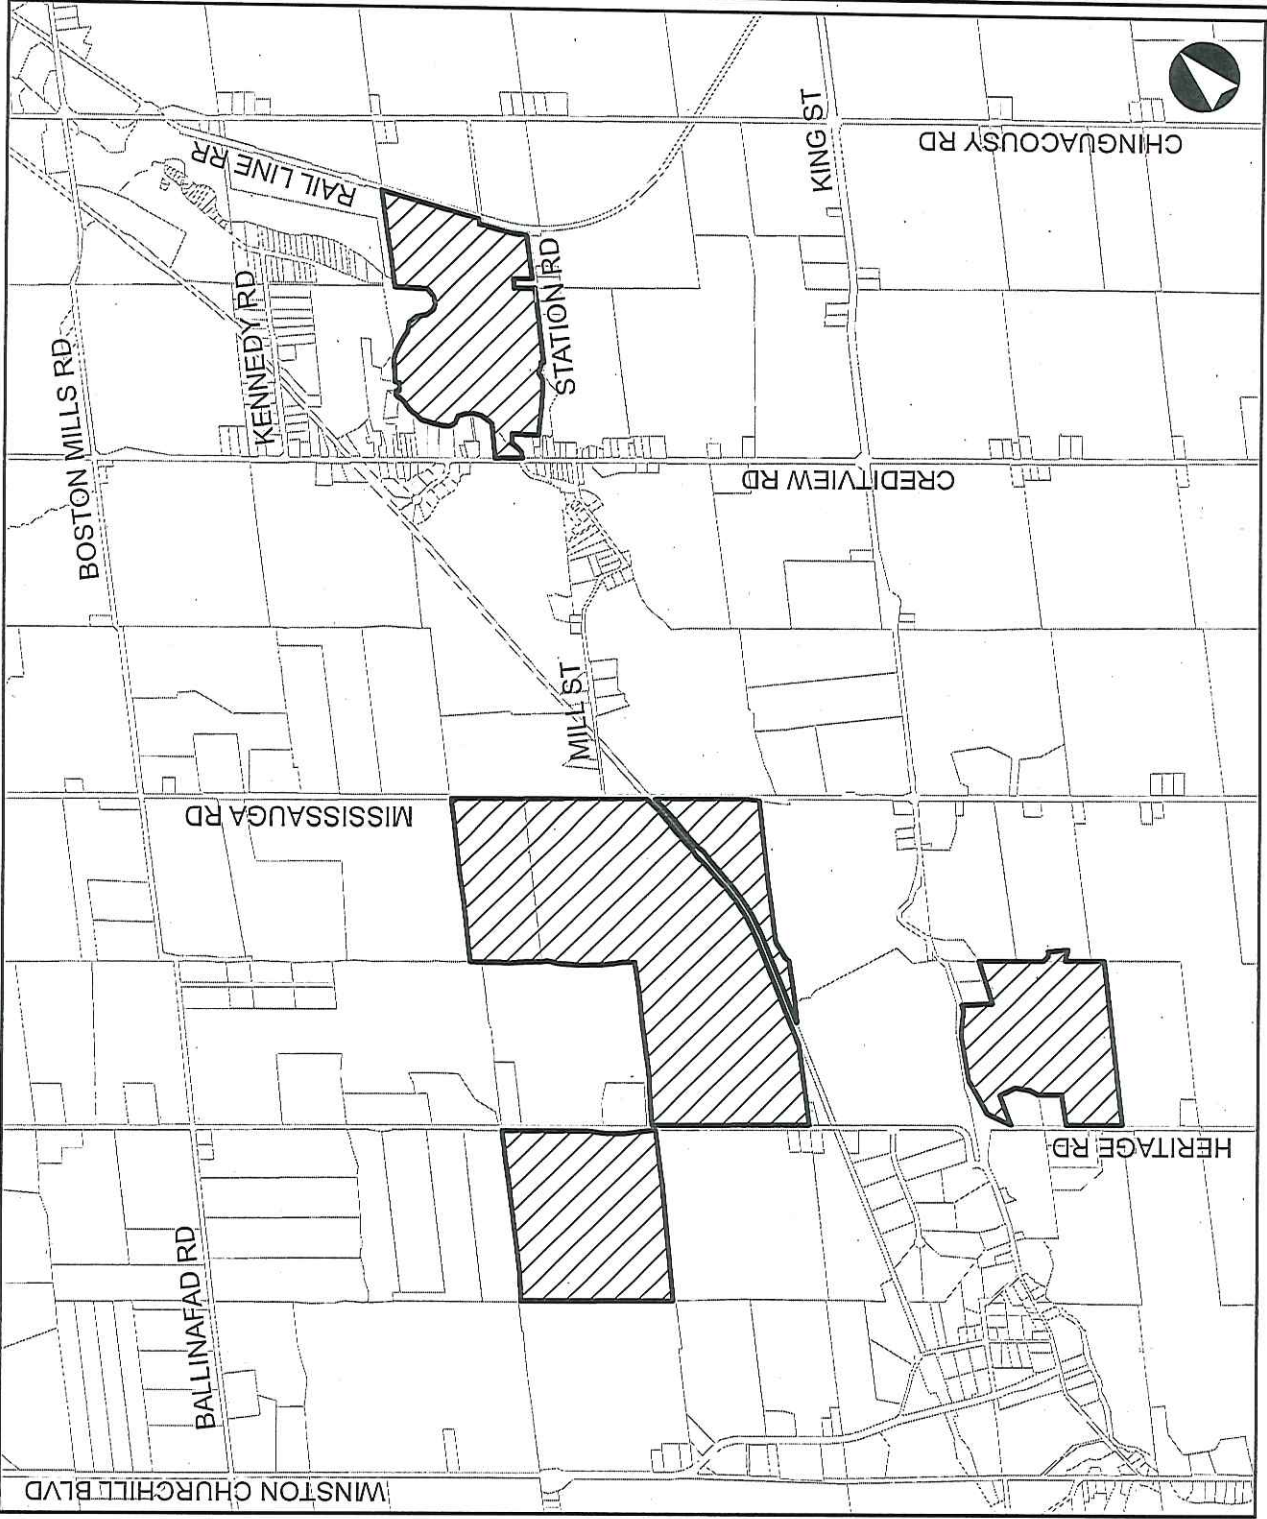 KING ST
CHINGUACOUSY RD
RAIL LINE RR
KENNEDY RD
STATION RD
BOSTON MILLS RD
CREDITVIEW RD
MILL ST
MISSISSAUGA RD
HERITAGE RD
BALLINAFAD RD
WINSTON CHURCHILL BLVD